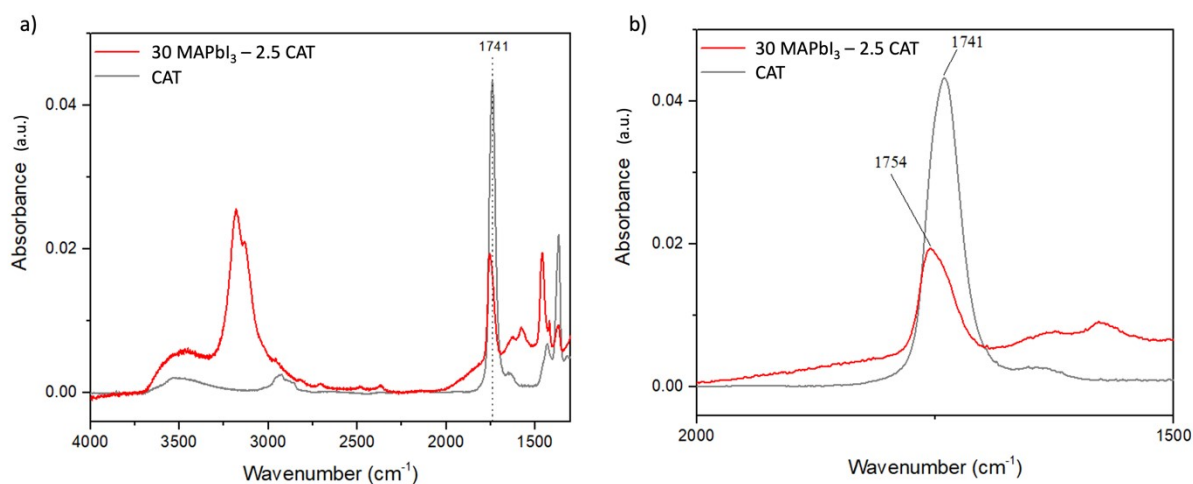 a)
30 MAPbI₃ – 2.5 CAT
CAT
1741
0.04
0.02
0.00
Absorbance (a.u.)
4000
3500
3000
2500
2000
1500
Wavenumber (cm⁻¹)
b)
30 MAPbI₃ – 2.5 CAT
CAT
1741
1754
0.04
0.02
0.00
Absorbance (a.u.)
2000
1500
Wavenumber (cm⁻¹)